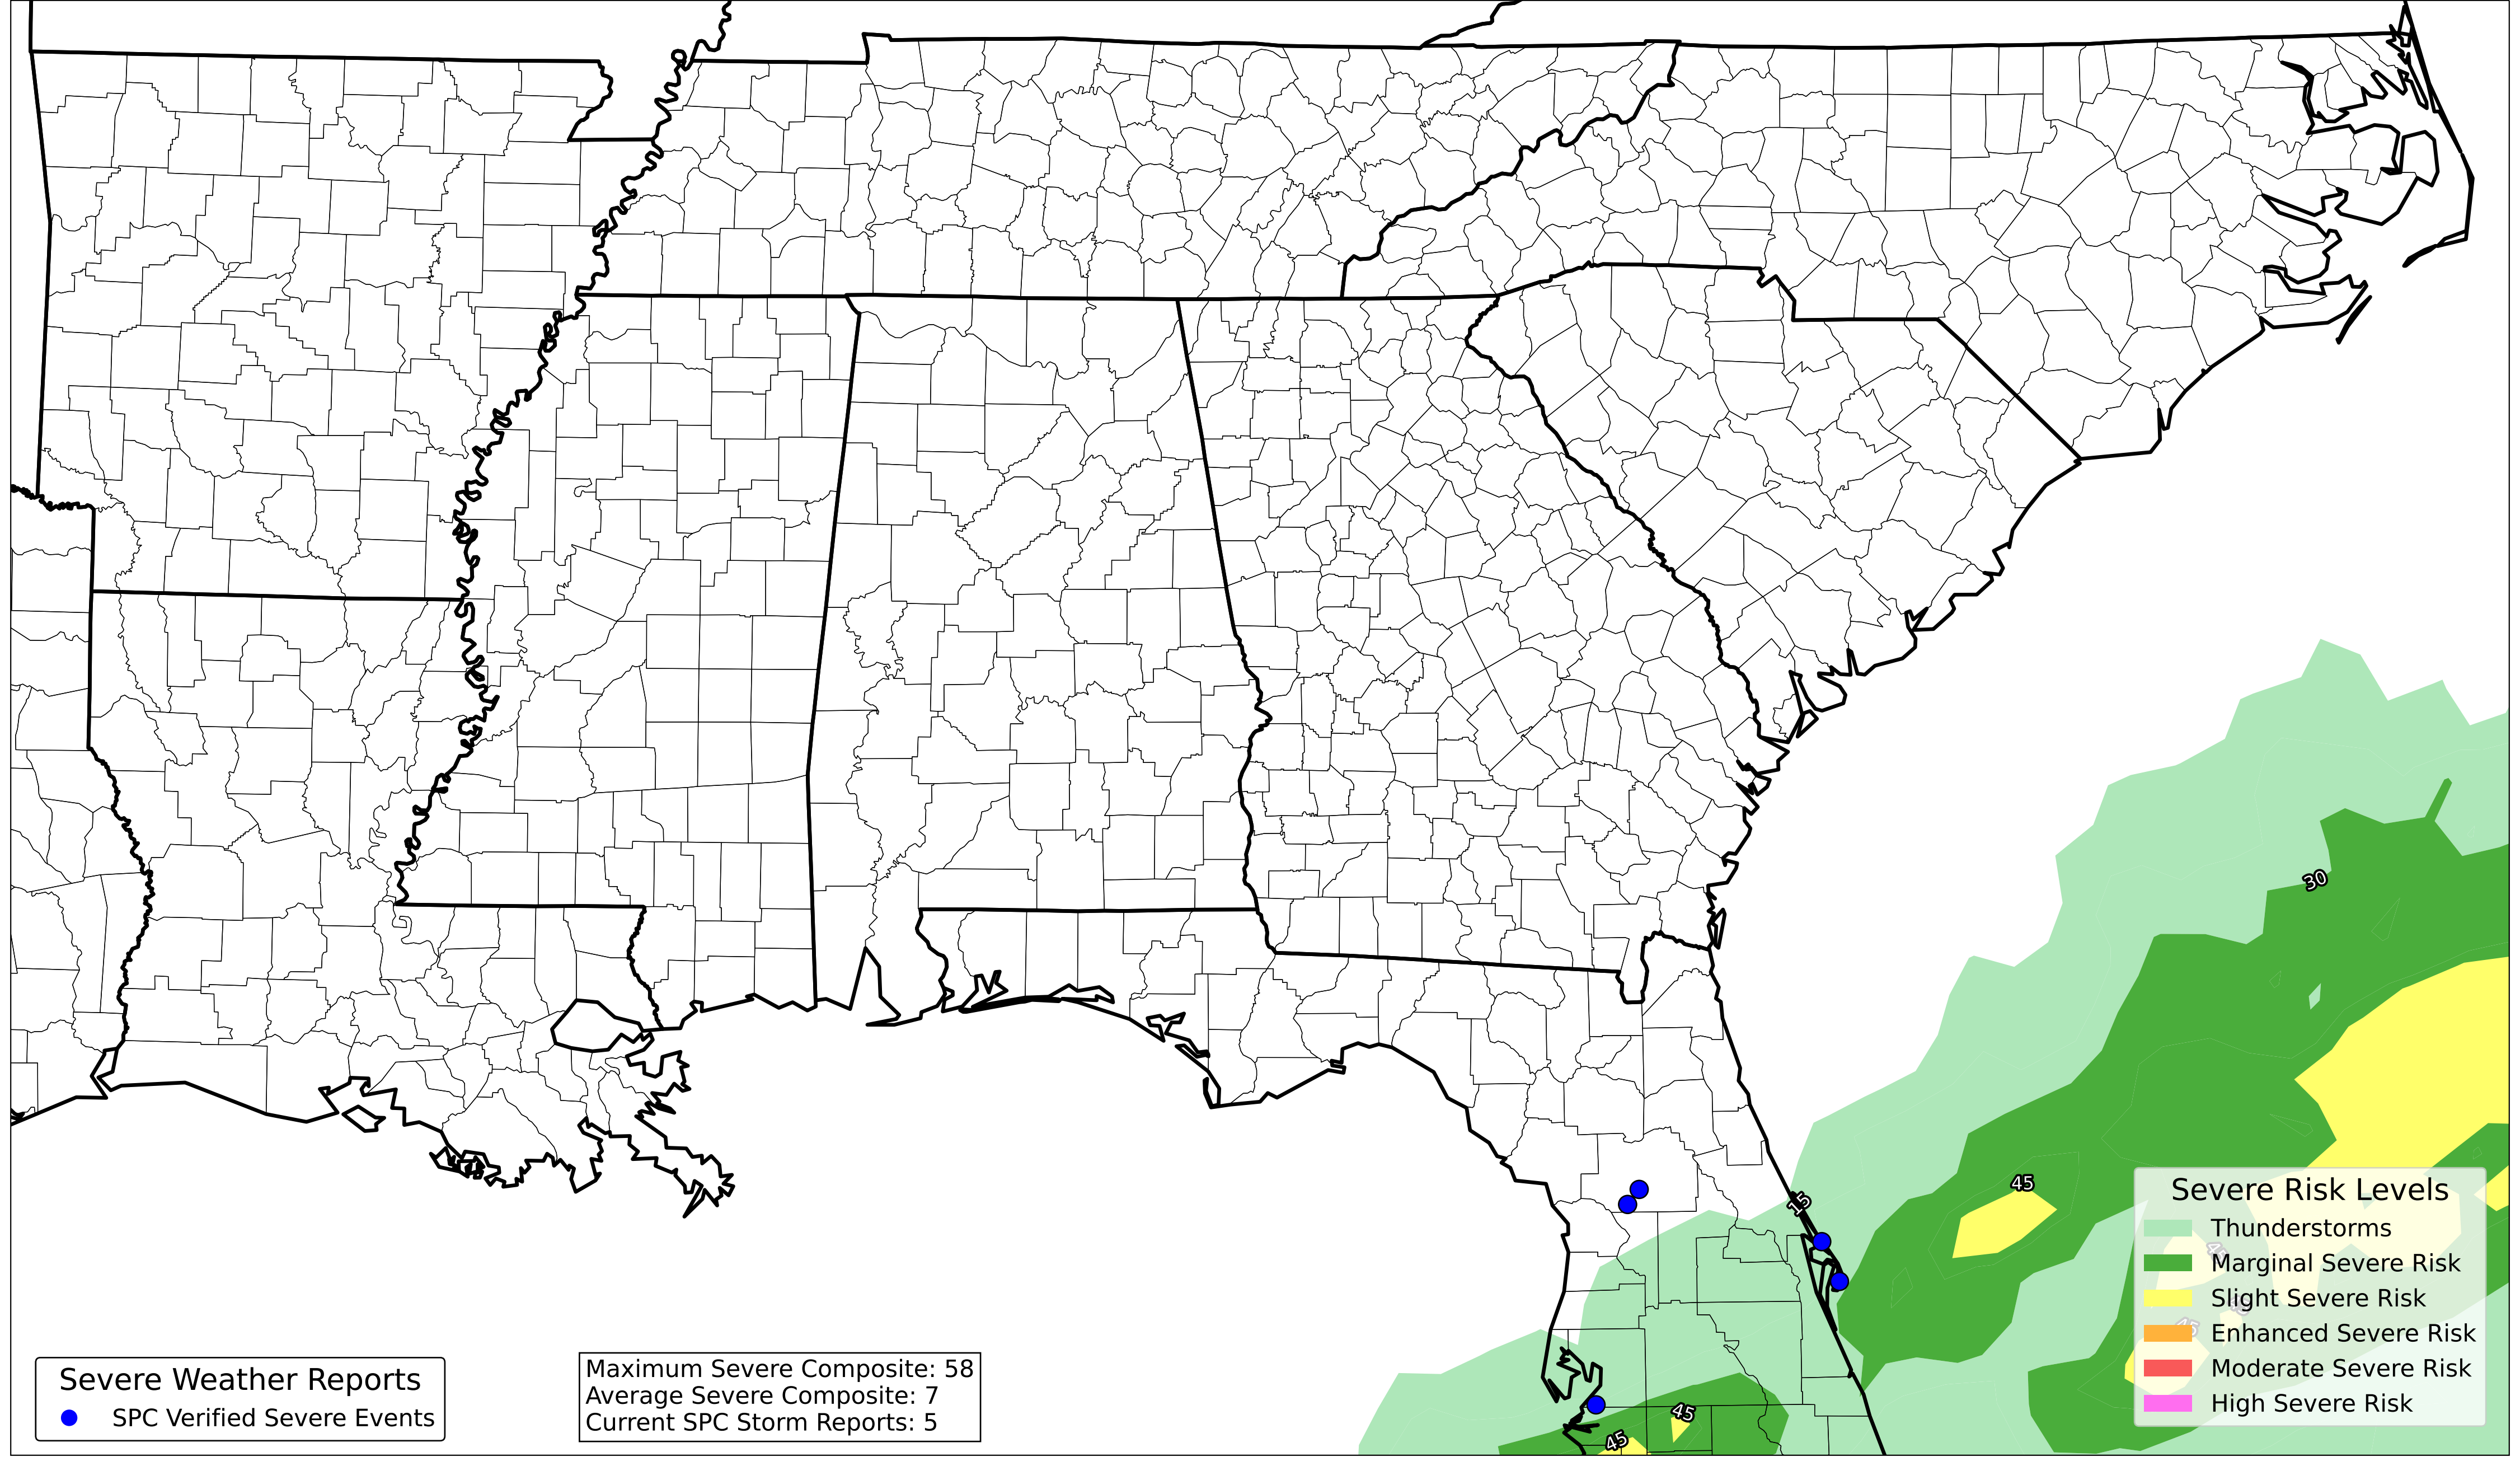 30
45
15
Severe Risk Levels
Thunderstorms
Marginal Severe Risk
Slight Severe Risk
Enhanced Severe Risk
Moderate Severe Risk
High Severe Risk
45
Severe Weather Reports
SPC Verified Severe Events
Maximum Severe Composite: 58
Average Severe Composite: 7
Current SPC Storm Reports: 5
45
45